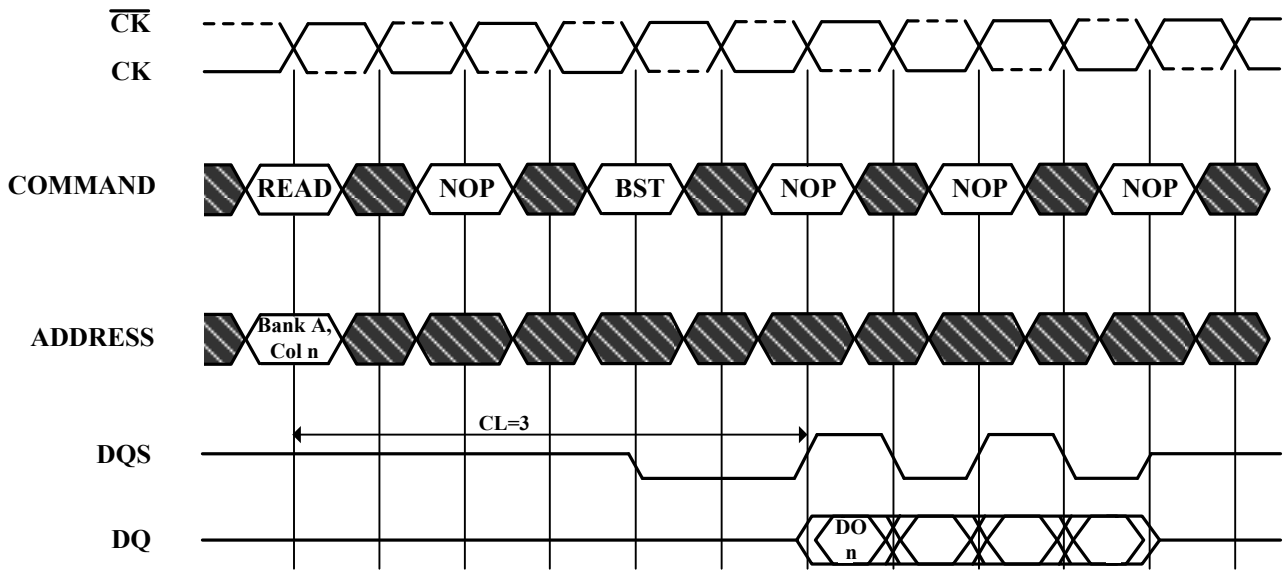 CK
CK
COMMAND READ NOP BST NOP NOP NOP
ADDRESS Bank A,
Col n
CL=3
DQS
DQ DO
n